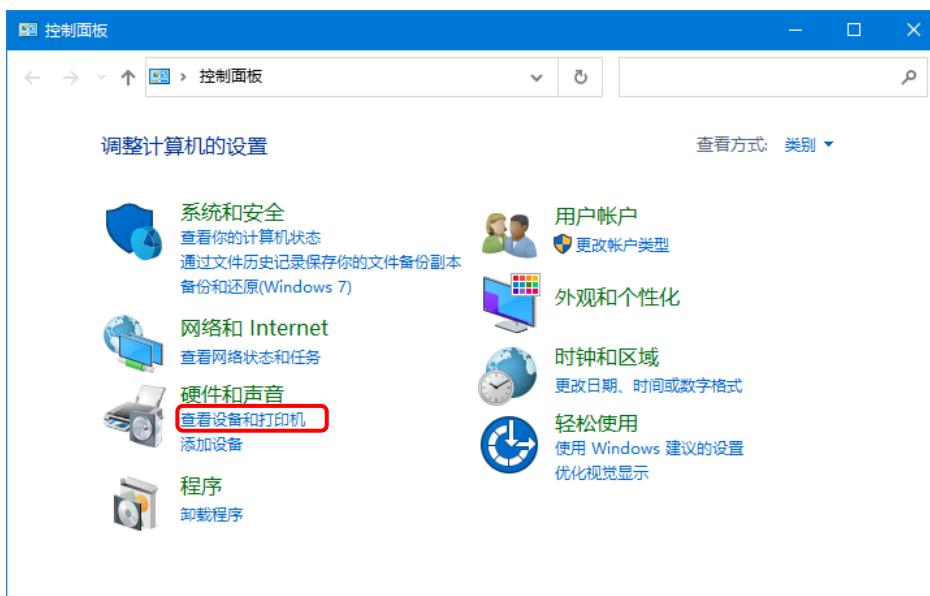 控制面板
控制面板
调整计算机的设置
查看方式: 类别
系统和安全
查看你的计算机状态
通过文件历史记录保存你的文件备份副本
备份和还原(Windows 7)
网络和 Internet
查看网络状态和任务
硬件和声音
查看设备和打印机
添加设备
程序
卸载程序
用户帐户
更改帐户类型
外观和个性化
时钟和区域
更改日期、时间或数字格式
轻松使用
使用 Windows 建议的设置
优化视觉显示